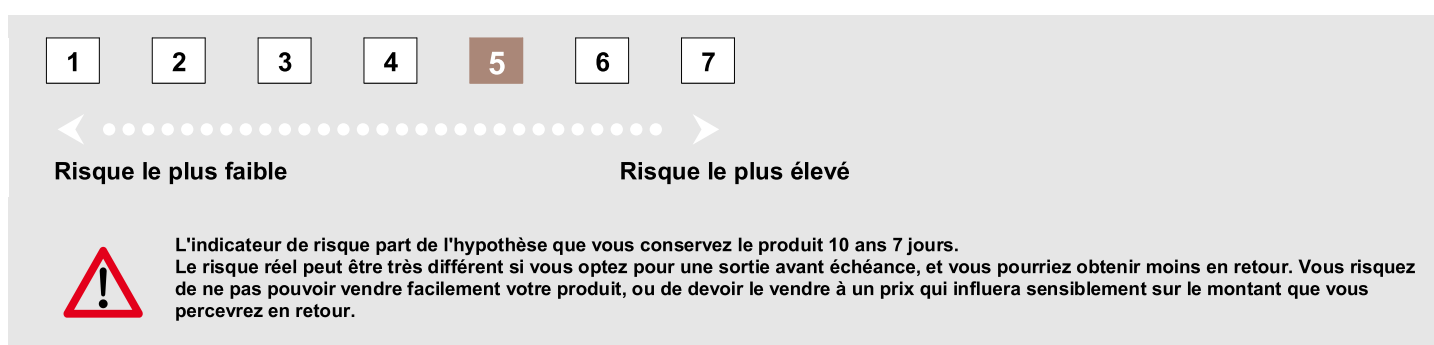 1 2 3 4 5 6 7
Risque le plus faible Risque le plus élevé
L'indicateur de risque part de l'hypothèse que vous conservez le produit 10 ans 7 jours.
Le risque réel peut être très différent si vous optez pour une sortie avant échéance, et vous pourriez obtenir moins en retour. Vous risquez
de ne pas pouvoir vendre facilement votre produit, ou de devoir le vendre à un prix qui influera sensiblement sur le montant que vous
percevrez en retour.